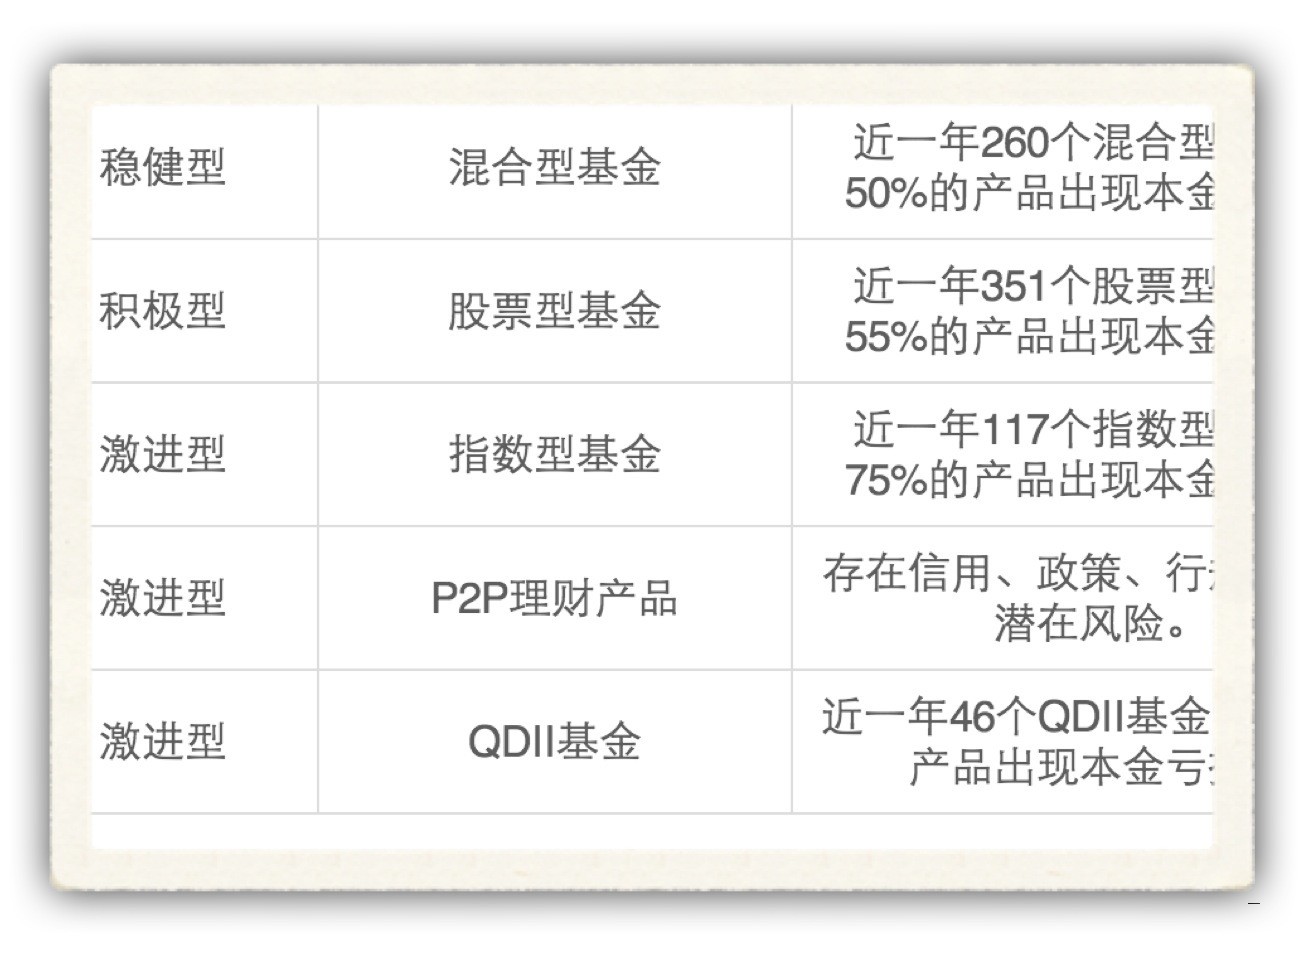 稳健型
混合型基金
近一年260个混合型
50%的产品出现本金
积极型
股票型基金
近一年351个股票型
55%的产品出现本金
激进型
指数型基金
近一年117个指数型
75%的产品出现本金
激进型
P2P理财产品
存在信用、政策、行
潜在风险。
激进型
QDII基金
近一年46个QDII基金
产品出现本金亏